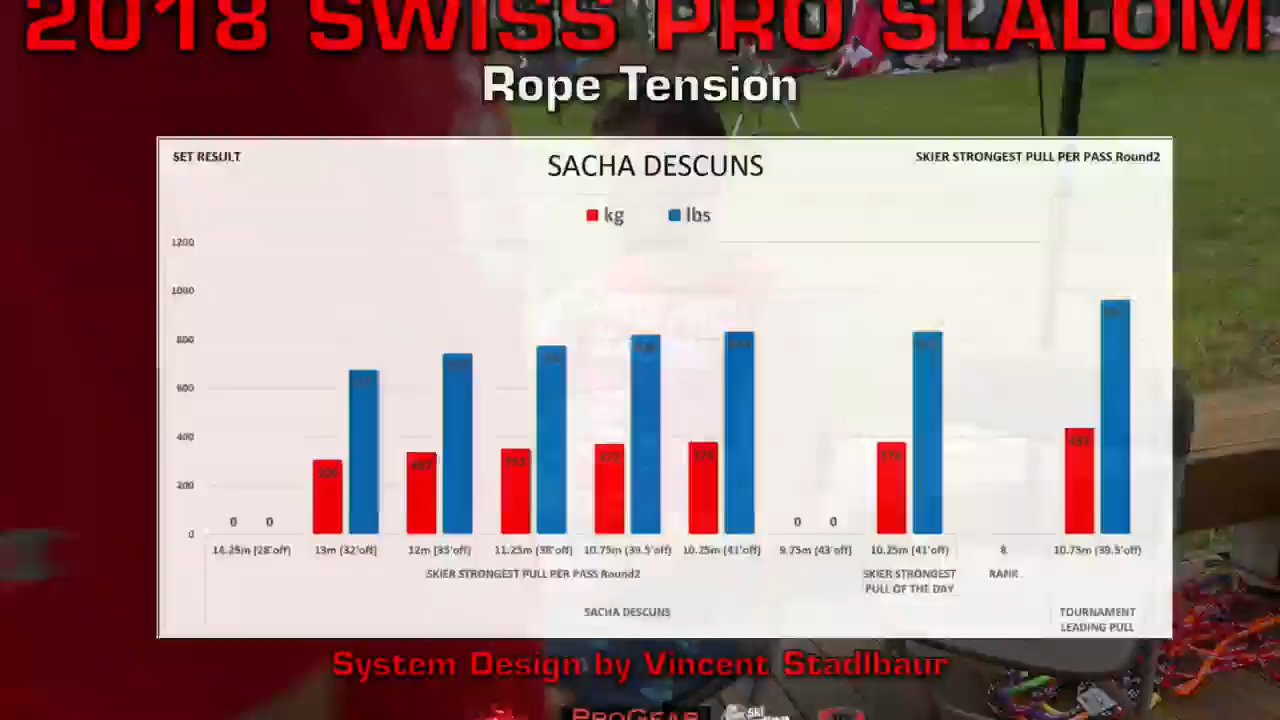 2018 SWISS PRO SLALOM
Rope Tension
SET RESULT
SACHA DESCUNS
SKIER STRONGEST PULL PER PASS Round2
kg
lbs
1200
1000
800
600
400
200
0
0 0 0 0
14.25m (28'off) 13m (32'off) 12m (35'off) 11.25m (38'off) 10.75m (39.5'off) 10.25m (41'off) 9.75m (43'off) 10.25m (41'off) 8 10.75m (39.5'off)
SKIER STRONGEST PULL PER PASS Round2
SKIER STRONGEST
PULL OF THE DAY
RANK
SACHA DESCUNS
TOURNAMENT
LEADING PULL
System Design by Vincent Stadlbaur
PROGEAR